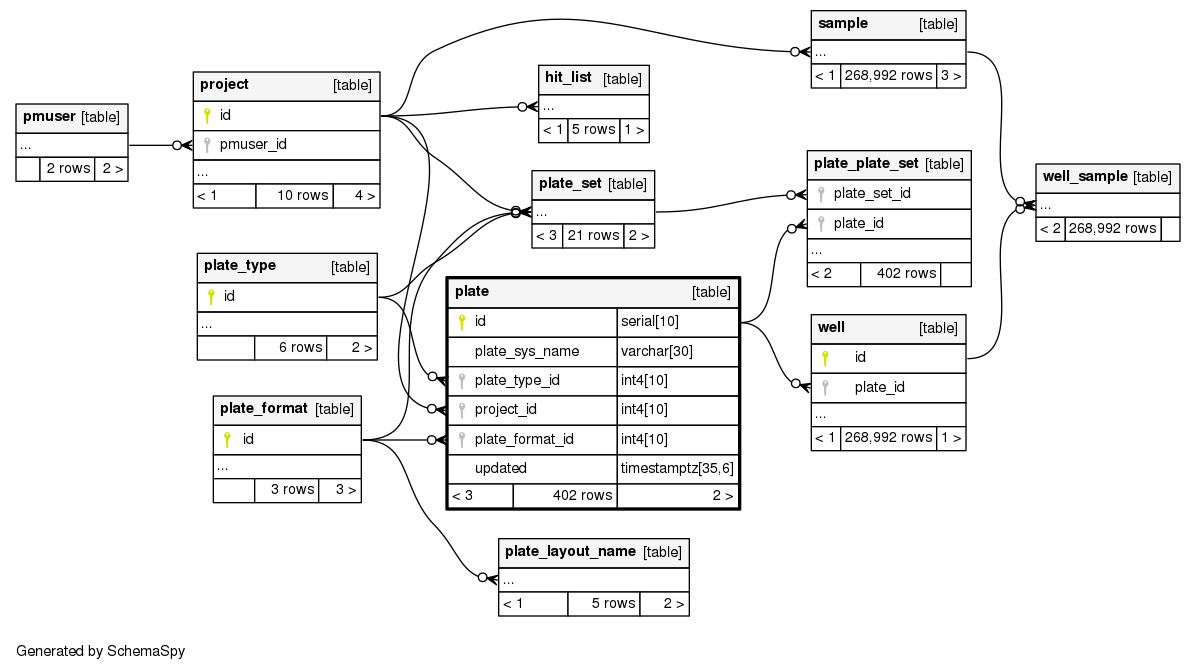 pmuser [table]
...
2 rows 2 >
project [table]
id
pmuser_id
...
< 1 10 rows 4 >
plate_type [table]
id
...
6 rows 2 >
plate_format [table]
id
...
3 rows 3 >
hit_list [table]
...
< 1 5 rows 1 >
plate_set [table]
...
< 3 21 rows 2 >
plate [table]
id serial[10]
plate_sys_name varchar[30]
plate_type_id int4[10]
project_id int4[10]
plate_format_id int4[10]
updated timestamptz[35,6]
< 3 402 rows 2 >
plate_layout_name [table]
...
< 1 5 rows 2 >
sample [table]
...
< 1 268,992 rows 3 >
plate_plate_set [table]
plate_set_id
plate_id
...
< 2 402 rows
well [table]
id
plate_id
...
< 1 268,992 rows 1 >
well_sample [table]
...
< 2 268,992 rows
Generated by SchemaSpy